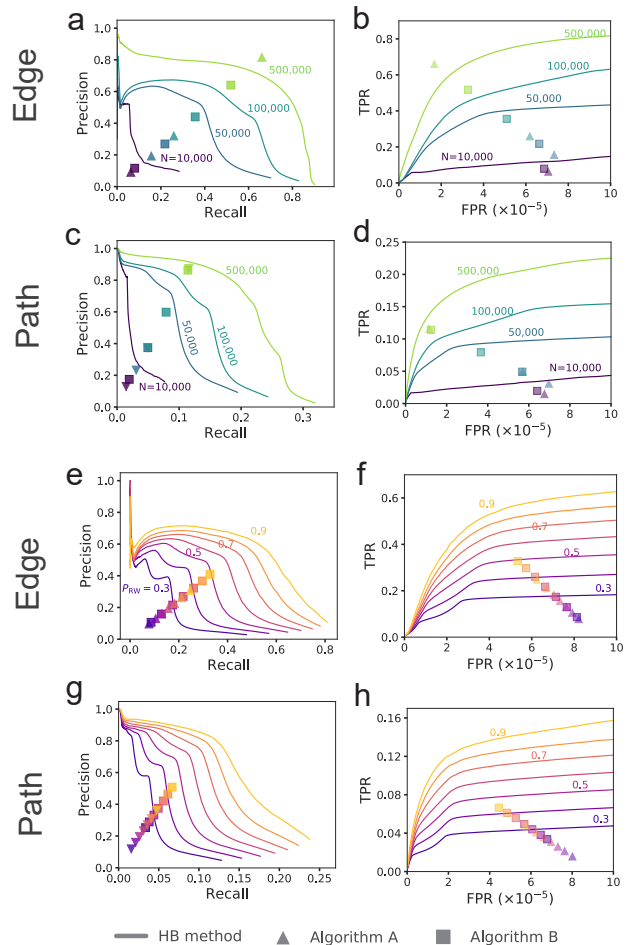 a
b
Edge
Precision
1.0
0.8
0.6
0.4
0.2
0.0
500,000
100,000
50,000
N=10,000
0.0 0.2 0.4 0.6 0.8
Recall
TPR
0.8
0.6
0.4
0.2
0.0
500,000
100,000
50,000
N=10,000
0 2 4 6 8 10
FPR (×10⁻⁵)
c
d
Path
Precision
1.0
0.8
0.6
0.4
0.2
0.0
500,000
100,000
50,000
N=10,000
0.0 0.1 0.2 0.3
Recall
TPR
0.25
0.20
0.15
0.10
0.05
0.00
500,000
100,000
50,000
N=10,000
0 2 4 6 8 10
FPR (×10⁻⁵)
e
f
Edge
Precision
1.0
0.8
0.6
0.4
0.2
0.0
0.9
0.7
0.5
P_RW = 0.3
0.0 0.2 0.4 0.6 0.8
Recall
TPR
0.6
0.4
0.2
0.0
0.9
0.7
0.5
0.3
0 2 4 6 8 10
FPR (×10⁻⁵)
g
h
Path
Precision
1.0
0.8
0.6
0.4
0.2
0.0
0.00 0.05 0.10 0.15 0.20 0.25
Recall
TPR
0.16
0.12
0.08
0.04
0.00
0.9
0.7
0.5
0.3
0 2 4 6 8 10
FPR (×10⁻⁵)
HB method Algorithm A Algorithm B